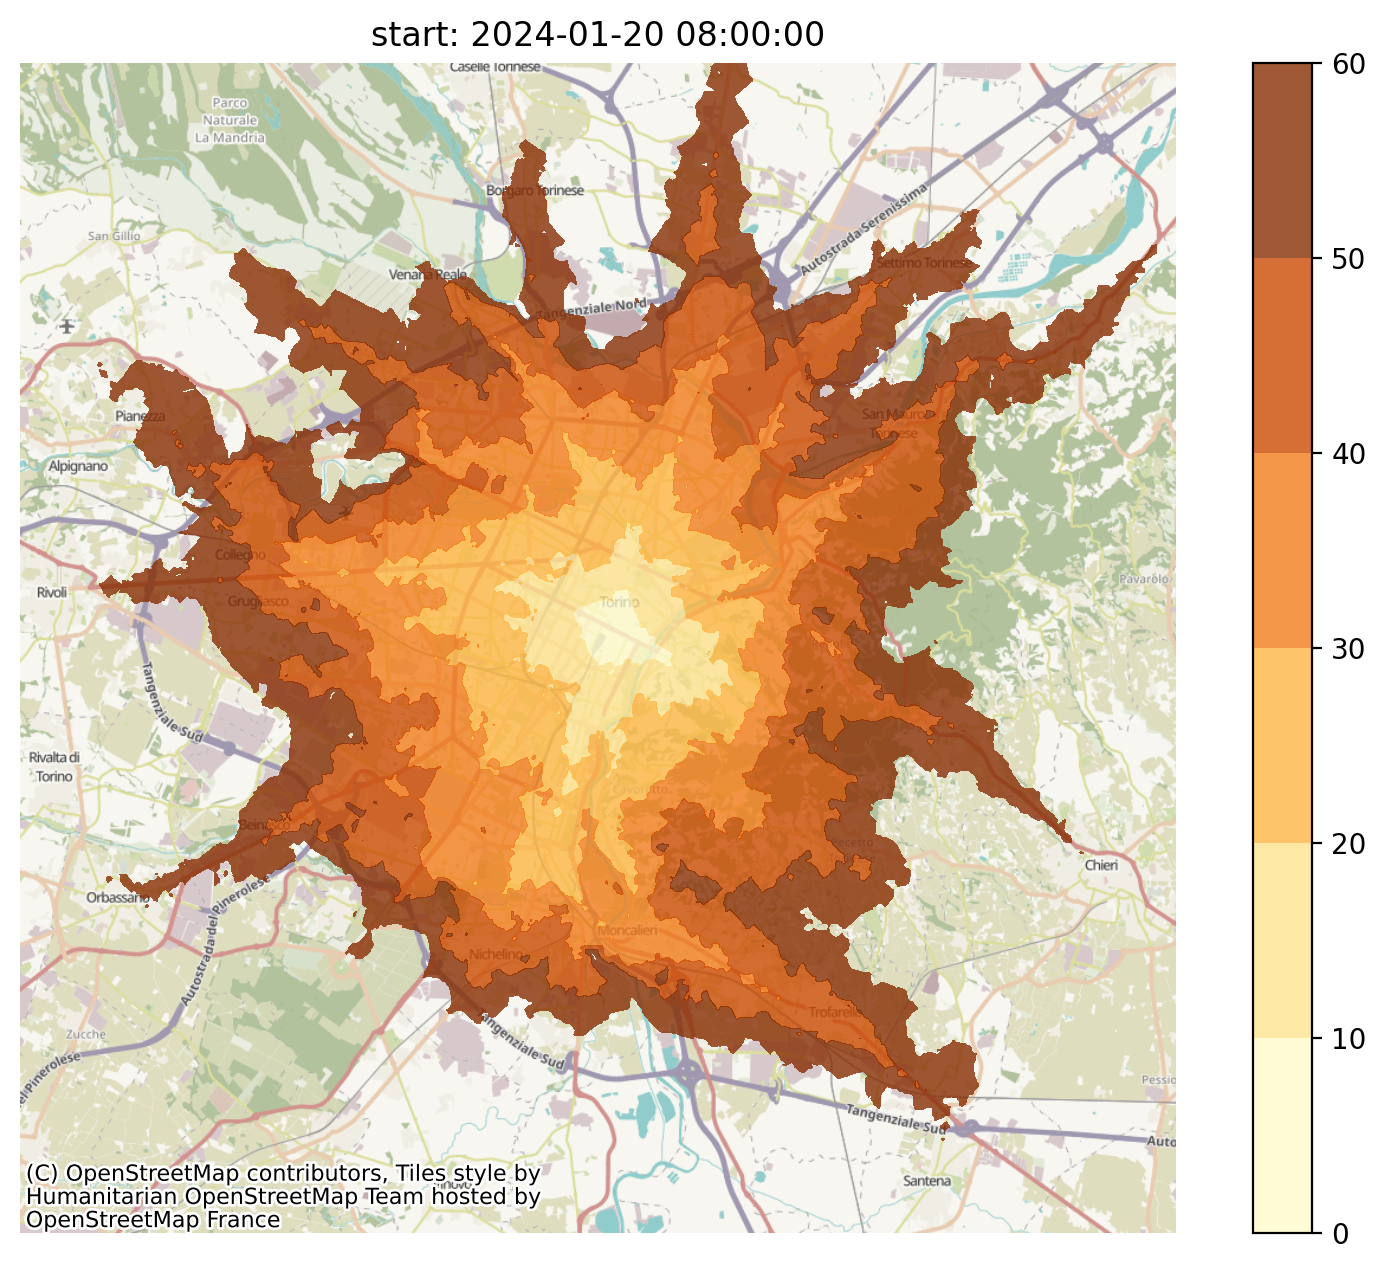 start: 2024-01-20 08:00:00
60
50
40
30
20
10
0
Caselle Torinese
Parco
Naturale
La Mandria
Borgaro Torinese
San Gillio
Autostrada Serenissima
Settimo Torinese
Venaria Reale
Tangenziale Nord
Pianezza
San Mauro
Torinese
Alpignano
Collegno
Rivoli
Grugliasco
Torino
Pavarolo
Tangenziale Sud
Rivalta di
Torino
Cavoretto
Beinasco
Pecetto
Chieri
Orbassano
Autostrada del Pinerolese
Moncalieri
Nichelino
Trofarello
Zucche
Tangenziale Sud
Pessio
Tangenziale Sud
Auto
Santena
(C) OpenStreetMap contributors, Tiles style by
Humanitarian OpenStreetMap Team hosted by
OpenStreetMap France